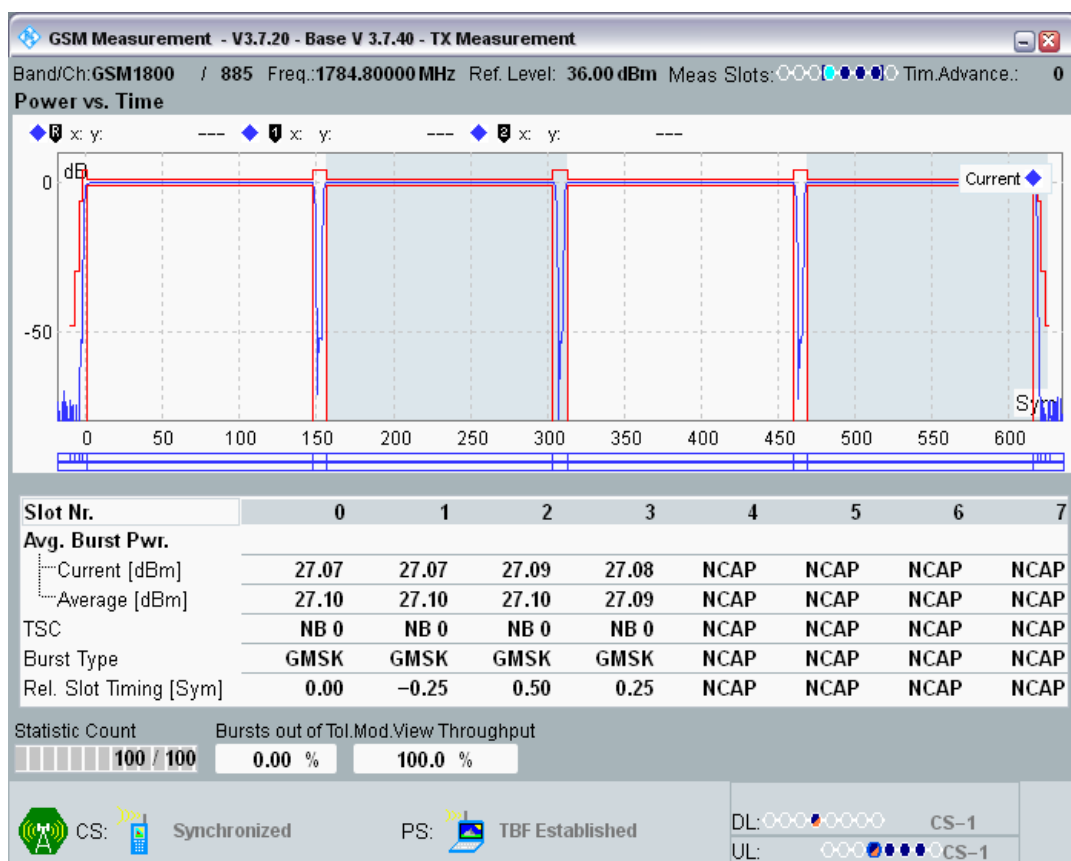 GSM Measurement - V3.7.20 - Base V 3.7.40 - TX Measurement
Band/Ch:GSM1800 / 885 Freq.:1784.80000 MHz Ref. Level: 36.00 dBm Meas Slots: Tim.Advance.: 0
Power vs. Time
R x: y: --- 1 x: y: --- 2 x: y: ---
dB
Current
0
-50
Sym
0 50 100 150 200 250 300 350 400 450 500 550 600
Slot Nr. 0 1 2 3 4 5 6 7
Avg. Burst Pwr.
Current [dBm] 27.07 27.07 27.09 27.08 NCAP NCAP NCAP NCAP
Average [dBm] 27.10 27.10 27.10 27.09 NCAP NCAP NCAP NCAP
TSC NB 0 NB 0 NB 0 NB 0 NCAP NCAP NCAP NCAP
Burst Type GMSK GMSK GMSK GMSK NCAP NCAP NCAP NCAP
Rel. Slot Timing [Sym] 0.00 −0.25 0.50 0.25 NCAP NCAP NCAP NCAP
Statistic Count Bursts out of Tol. Mod.View Throughput
100 / 100 0.00 % 100.0 %
CS: Synchronized PS: TBF Established
DL: CS−1
UL: CS−1